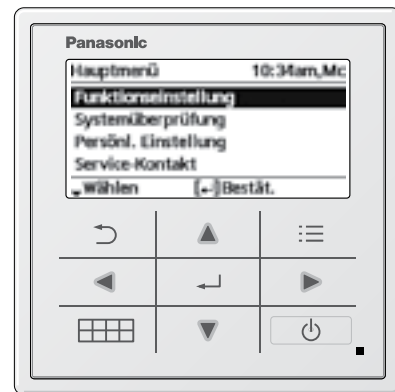 Panasonic
Hauptmenü 10:34am,Mo
Funktionseinstellung
Systemüberprüfung
Persönl. Einstellung
Service-Kontakt
Wählen [↵]Bestät.